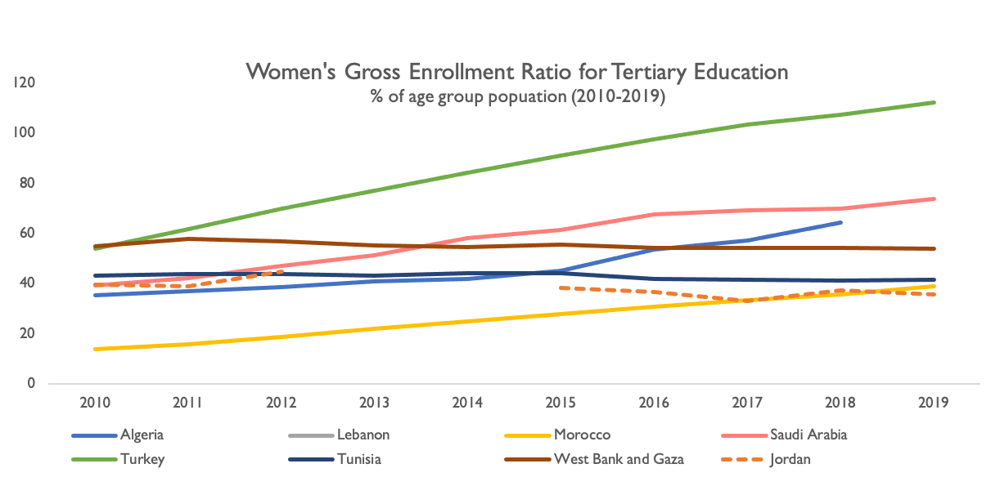 Women's Gross Enrollment Ratio for Tertiary Education
% of age group popuation (2010-2019)
120
100
80
60
40
20
0
2010 2011 2012 2013 2014 2015 2016 2017 2018 2019
Algeria Lebanon Morocco Saudi Arabia
Turkey Tunisia West Bank and Gaza Jordan